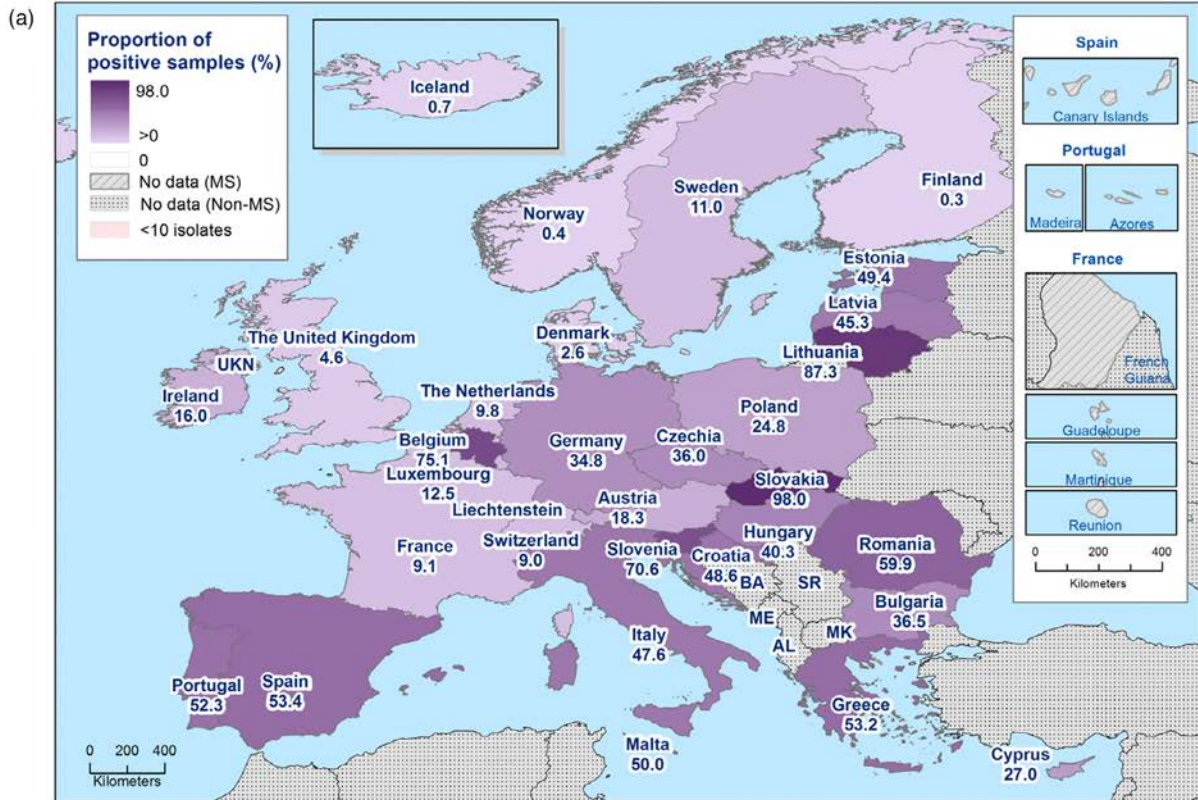 (a)
Proportion of
positive samples (%)
98.0
>0
0
No data (MS)
No data (Non-MS)
<10 isolates
Iceland
0.7
Norway
0.4
Sweden
11.0
Finland
0.3
Estonia
49.4
Latvia
45.3
Lithuania
87.3
Denmark
2.6
The United Kingdom
4.6
UKN
Ireland
16.0
The Netherlands
9.8
Belgium
75.1
Luxembourg
12.5
Germany
34.8
Poland
24.8
Czechia
36.0
Slovakia
98.0
Austria
18.3
Liechtenstein
Switzerland
9.0
France
9.1
Hungary
40.3
Slovenia
70.6
Croatia
48.6
BA
SR
Romania
59.9
Bulgaria
36.5
ME
MK
AL
Italy
47.6
Portugal
52.3
Spain
53.4
Greece
53.2
Malta
50.0
Cyprus
27.0
0 200 400
Kilometers
Spain
Canary Islands
Portugal
Madeira
Azores
France
French
Guiana
Guadeloupe
Martinique
Reunion
0 200 400
Kilometers